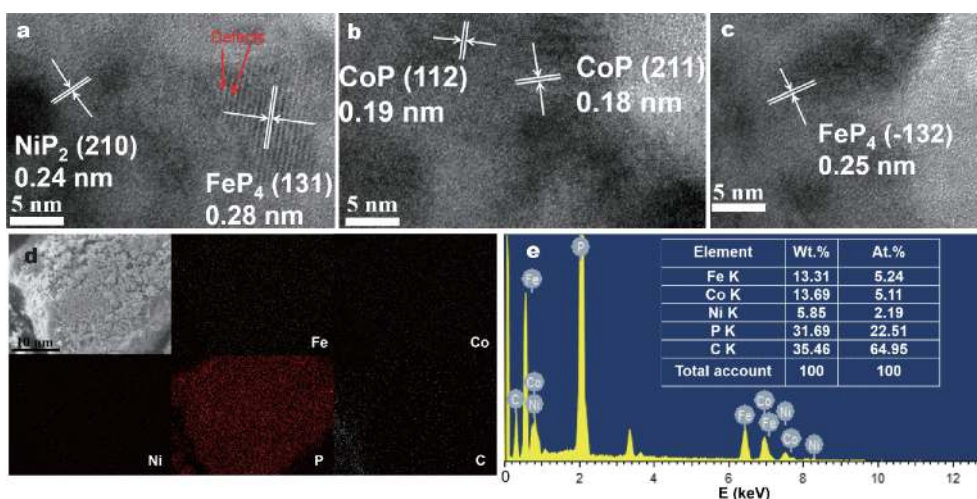 a
Defects
NiP₂ (210)
0.24 nm
FeP₄ (131)
0.28 nm
5 nm
b
CoP (112)
0.19 nm
CoP (211)
0.18 nm
5 nm
c
FeP₄ (-132)
0.25 nm
5 nm
d
Fe
Co
Ni
P
C
e
P
Fe
Co
Ni
C
Fe
Co
Fe
Ni
Co
Ni
Element Wt.% At.%
Fe K 13.31 5.24
Co K 13.69 5.11
Ni K 5.85 2.19
P K 31.69 22.51
C K 35.46 64.95
Total account 100 100
0 2 4 6 8 10 12
E (keV)